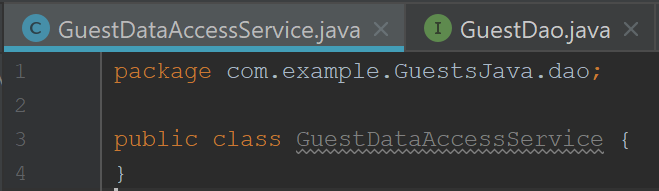 C GuestDataAccessService.java × I GuestDao.java ×
1 package com.example.GuestsJava.dao;
2
3 public class GuestDataAccessService {
4 }